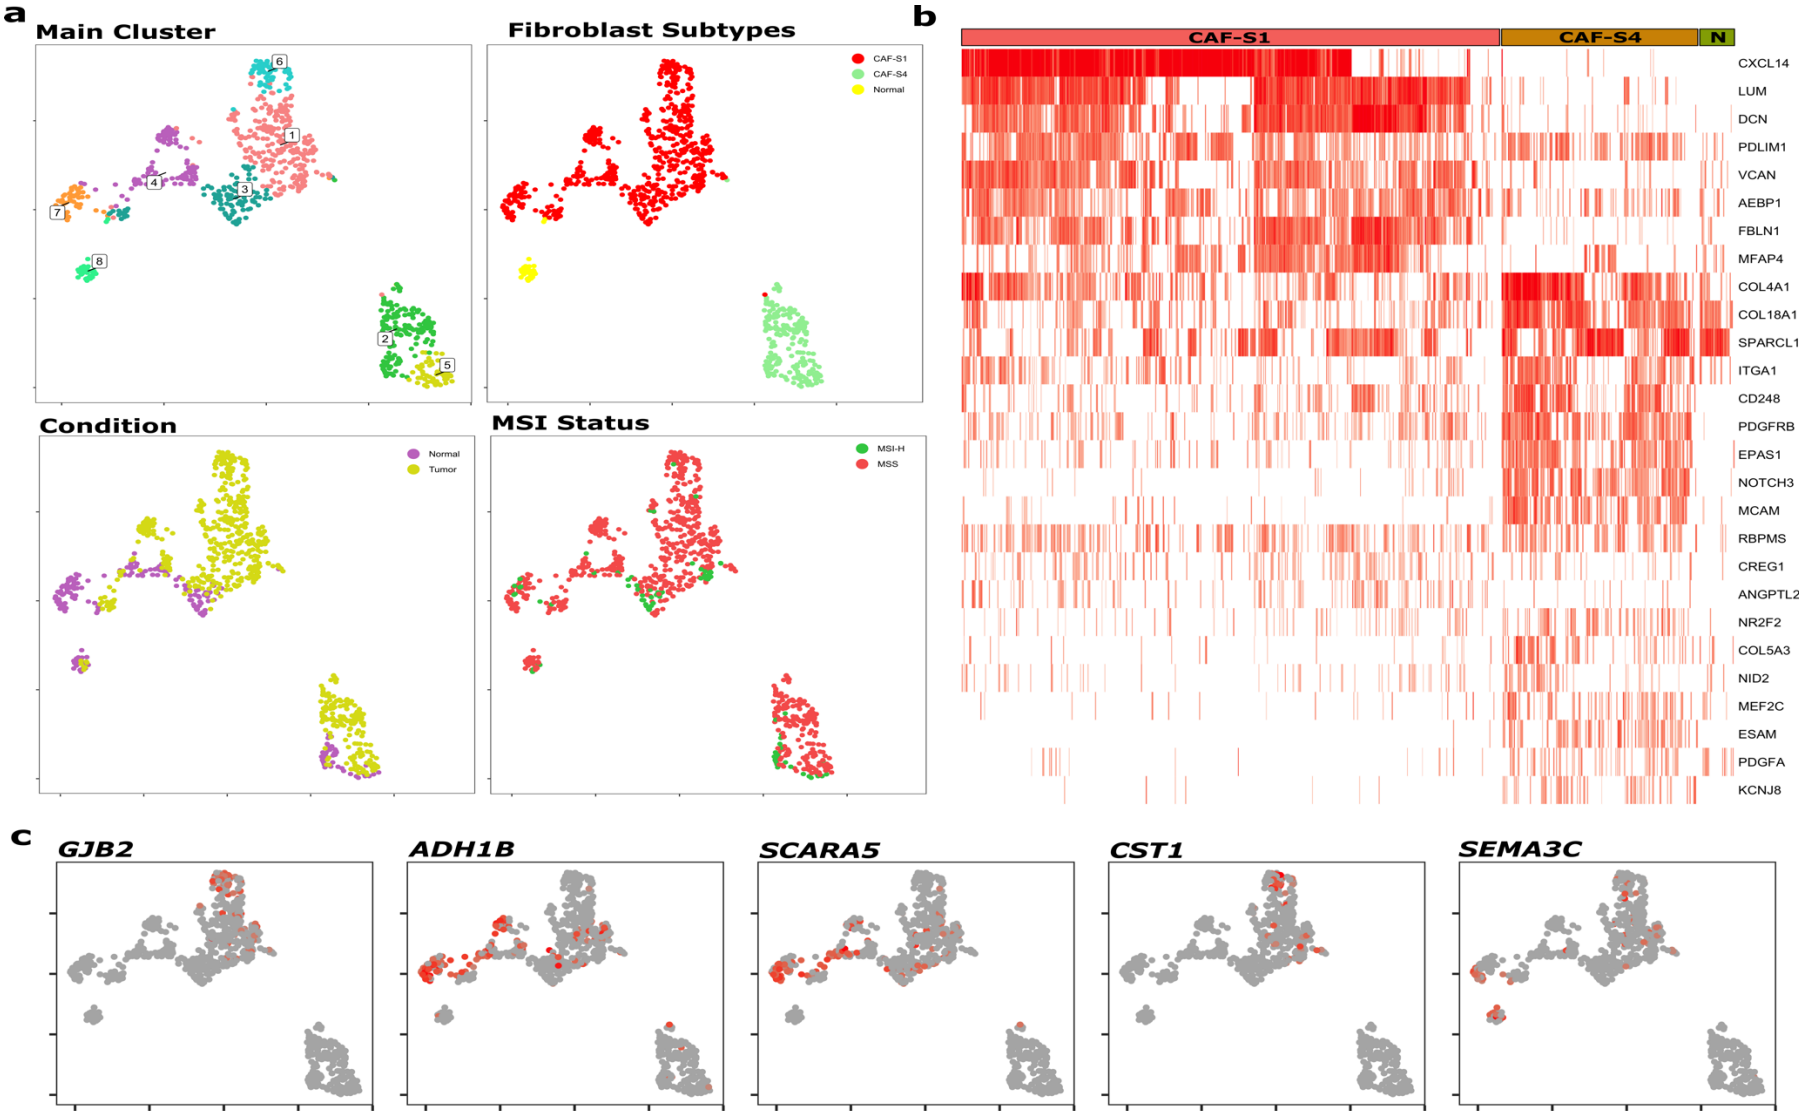 a
Main Cluster
6
1
4
3
7
8
2
5
Fibroblast Subtypes
CAF-S1
CAF-S4
Normal
Condition
Normal
Tumor
MSI Status
MSI-H
MSS
b
CAF-S1 CAF-S4 N
CXCL14
LUM
DCN
PDLIM1
VCAN
AEBP1
FBLN1
MFAP4
COL4A1
COL18A1
SPARCL1
ITGA1
CD248
PDGFRB
EPAS1
NOTCH3
MCAM
RBPMS
CREG1
ANGPTL2
NR2F2
COL5A3
NID2
MEF2C
ESAM
PDGFA
KCNJ8
c
GJB2 ADH1B SCARA5 CST1 SEMA3C